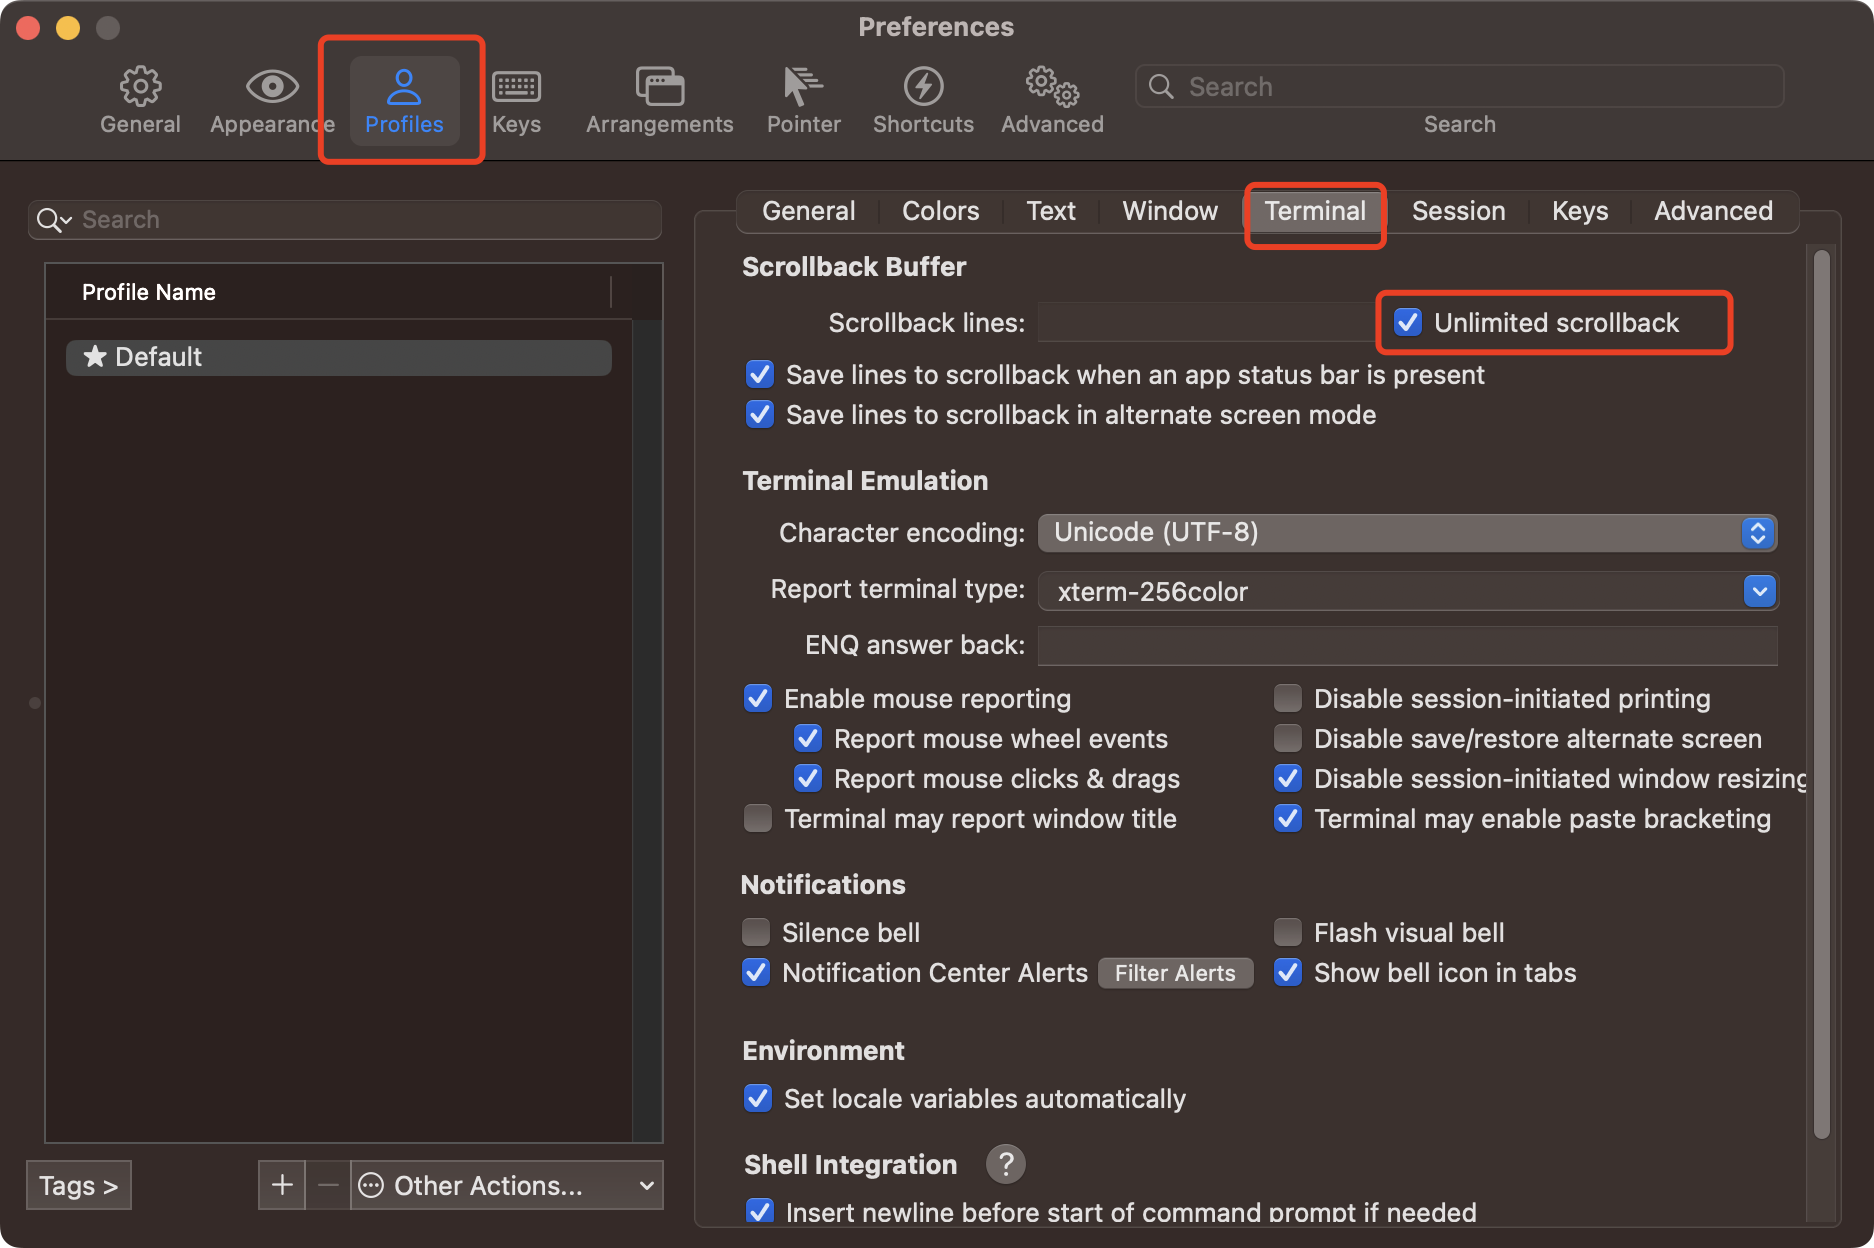 Preferences
General
Appearance
Profiles
Keys
Arrangements
Pointer
Shortcuts
Advanced
Search
Search
Search
Profile Name
Default
Tags >
Other Actions...
General
Colors
Text
Window
Terminal
Session
Keys
Advanced
Scrollback Buffer
Scrollback lines:
Unlimited scrollback
Save lines to scrollback when an app status bar is present
Save lines to scrollback in alternate screen mode
Terminal Emulation
Character encoding: Unicode (UTF-8)
Report terminal type: xterm-256color
ENQ answer back:
Enable mouse reporting
Disable session-initiated printing
Report mouse wheel events
Disable save/restore alternate screen
Report mouse clicks & drags
Disable session-initiated window resizing
Terminal may report window title
Terminal may enable paste bracketing
Notifications
Silence bell
Flash visual bell
Notification Center Alerts
Filter Alerts
Show bell icon in tabs
Environment
Set locale variables automatically
Shell Integration ?
Insert newline before start of command prompt if needed